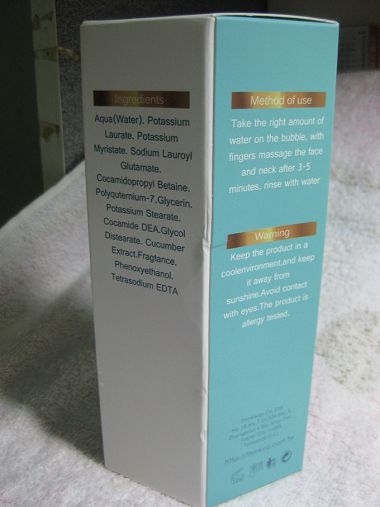 Ingredients
Aqua(Water). Potassium
Laurate. Potassium
Myristate. Sodium Lauroyl
Glutamate.
Cocamidopropyl Betaine.
Polyquternium-7.Glycerin.
Potassium Stearate.
Cocamide DEA.Glycol
Distearate. Cucumber
Extract.Fragtance.
Phenoxyethanol.
Tetrasodium EDTA
Method of use
Take the right amount of
water on the bubble, with
fingers massage the face
and neck after 3-5
minutes, rinse with water
Warning
Keep the product in a
coolenvironment,and keep
it away from
sunshine.Avoid contact
with eyes.The product is
allergy tested.